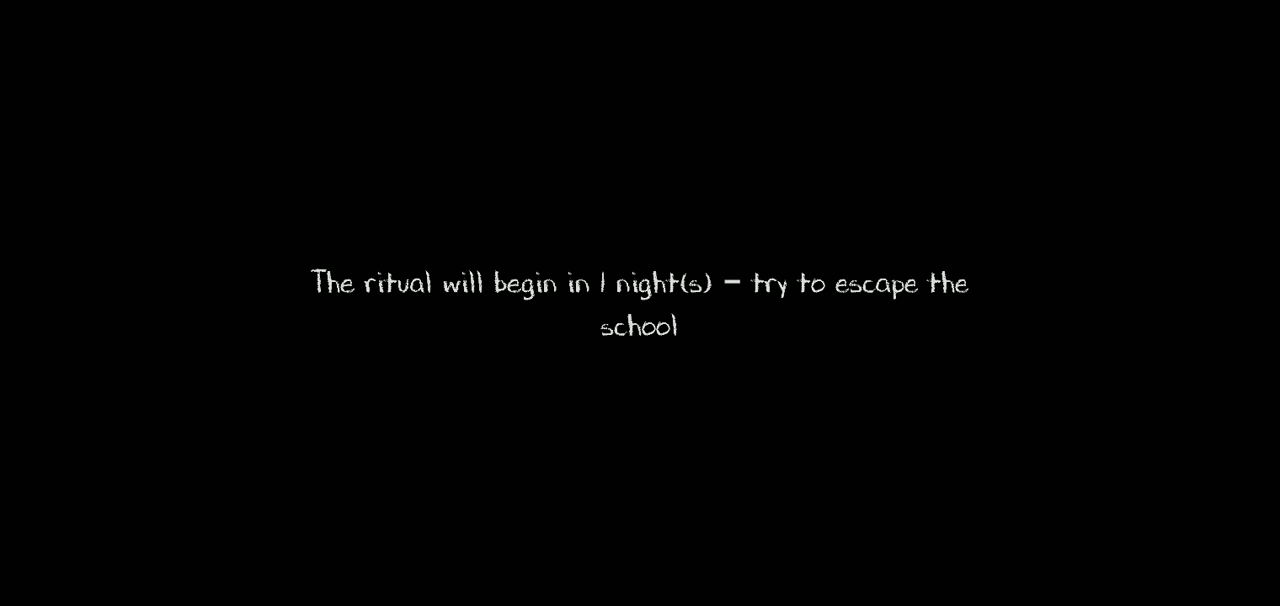 The ritual will begin in 1 night(s) - try to escape the
school